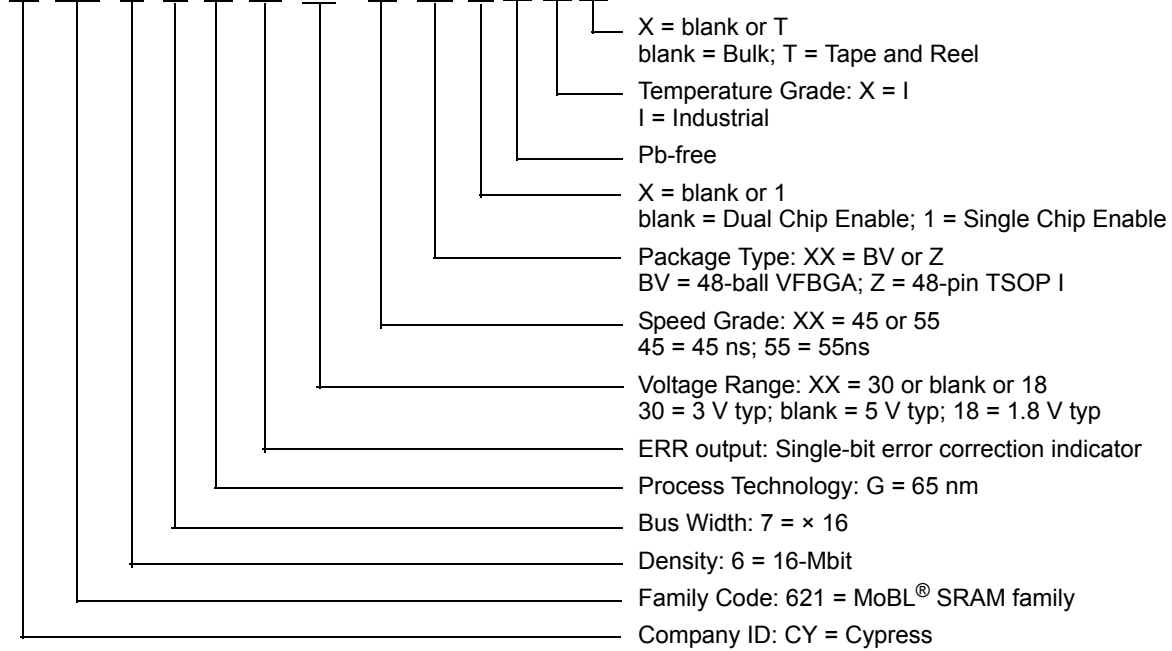 X = blank or T
blank = Bulk; T = Tape and Reel
Temperature Grade: X = I
I = Industrial
Pb-free
X = blank or 1
blank = Dual Chip Enable; 1 = Single Chip Enable
Package Type: XX = BV or Z
BV = 48-ball VFBGA; Z = 48-pin TSOP I
Speed Grade: XX = 45 or 55
45 = 45 ns; 55 = 55ns
Voltage Range: XX = 30 or blank or 18
30 = 3 V typ; blank = 5 V typ; 18 = 1.8 V typ
ERR output: Single-bit error correction indicator
Process Technology: G = 65 nm
Bus Width: 7 = × 16
Density: 6 = 16-Mbit
Family Code: 621 = MoBL® SRAM family
Company ID: CY = Cypress